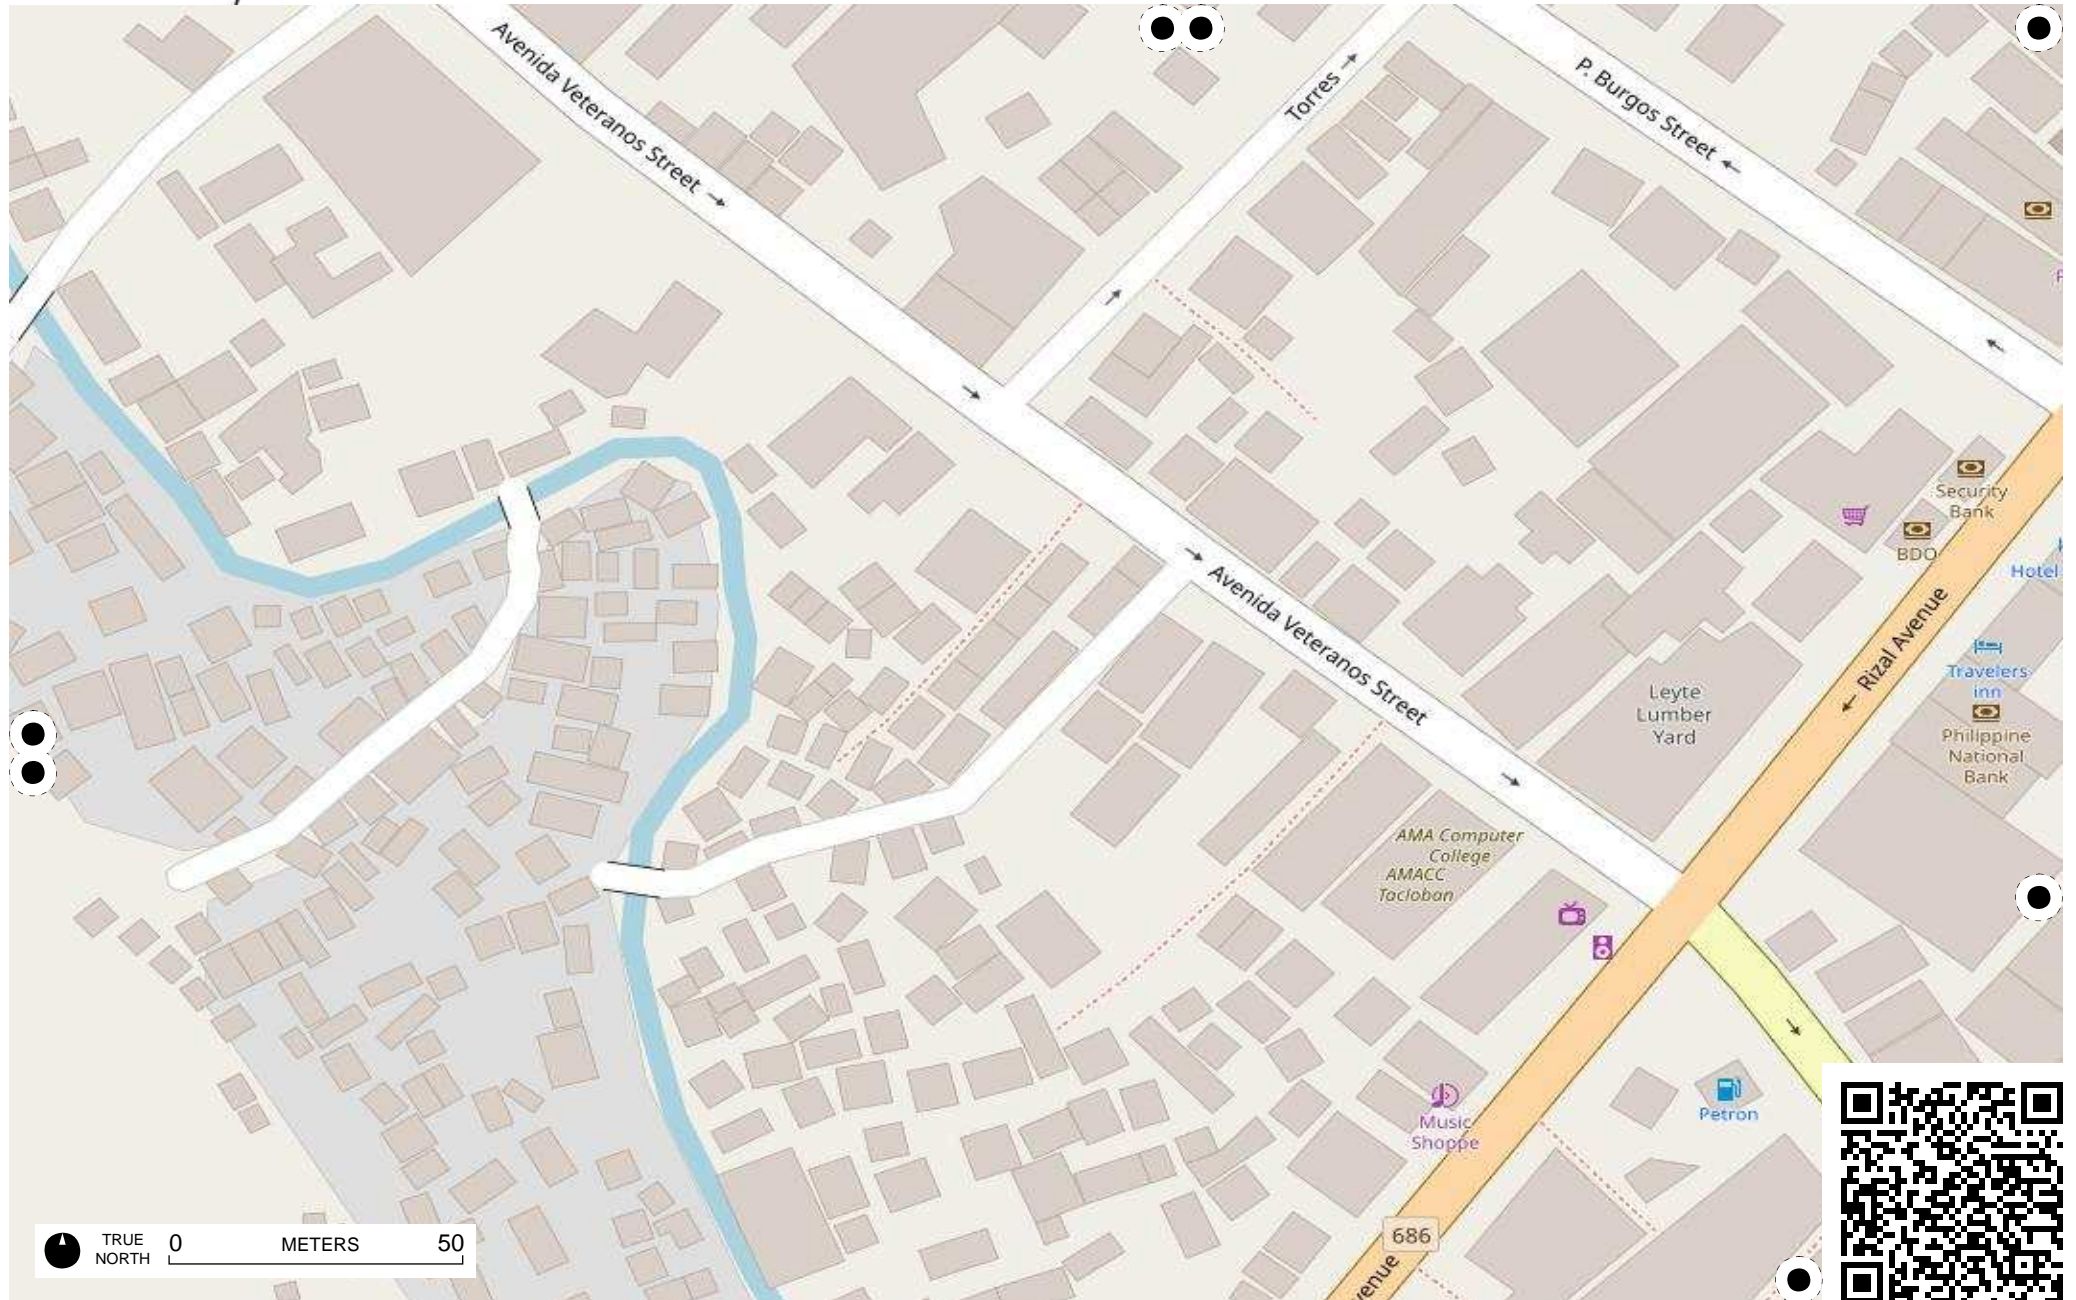 Avenida Veteranos Street
Torres
P. Burgos Street
Security
Bank
BDO
Hotel
Rizal Avenue
Travelers
inn
Leyte
Lumber
Yard
Philippine
National
Bank
Avenida Veteranos Street
AMA Computer
College
AMACC
Tacloban
Music
Shoppe
Petron
686
venue
TRUE
NORTH
0
METERS
50